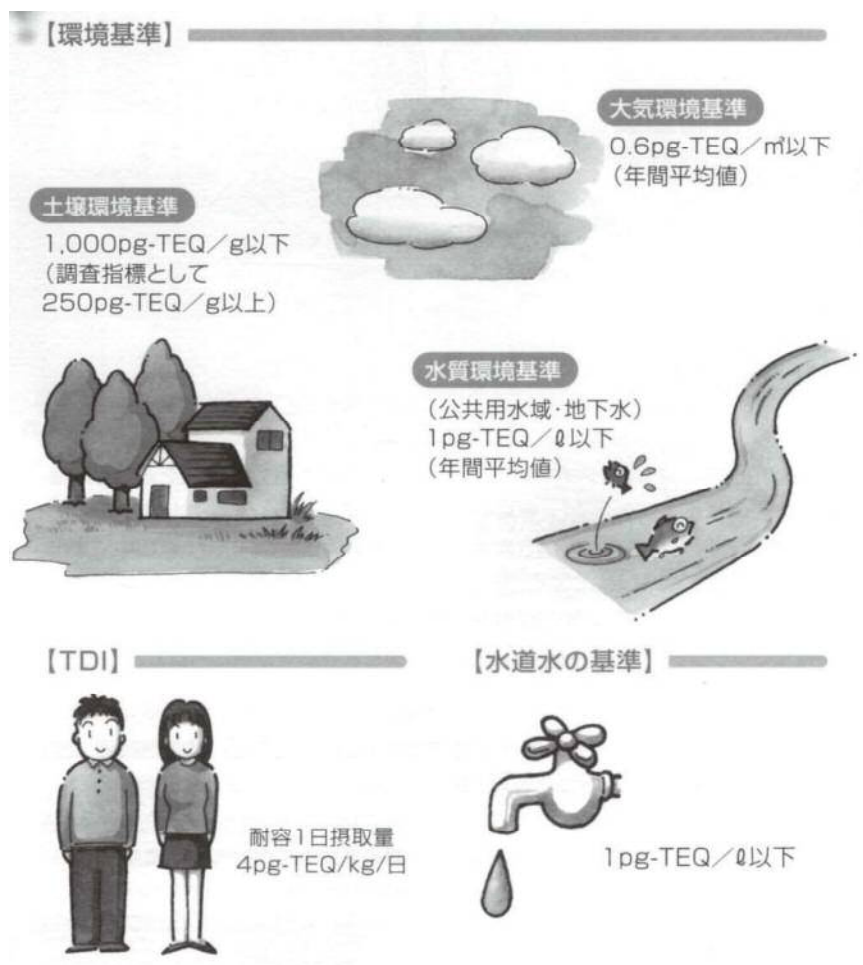 【環境基準】
大気環境基準
0.6pg-TEQ／㎥以下
（年間平均値）
土壌環境基準
1,000pg-TEQ／g以下
（調査指標として
250pg-TEQ／g以上）
水質環境基準
（公共用水域・地下水）
1pg-TEQ／ℓ以下
（年間平均値）
【TDI】
耐容1日摂取量
4pg-TEQ/kg/日
【水道水の基準】
1pg-TEQ／ℓ以下